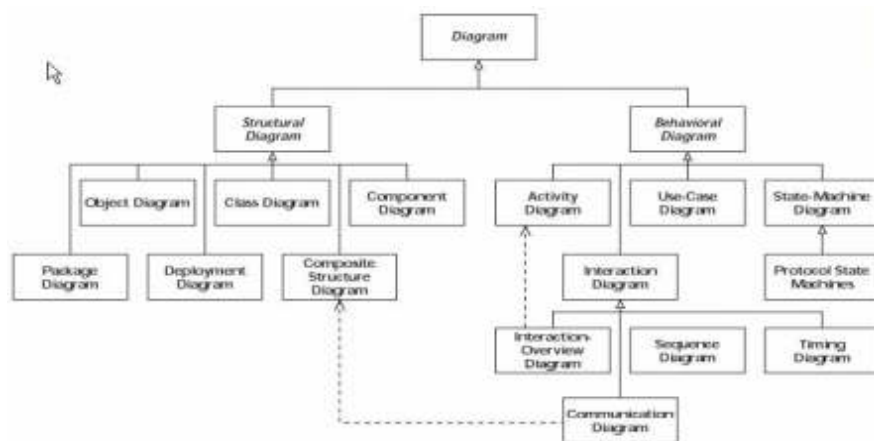 Diagram
Structural
Diagram
Behavioral
Diagram
Object Diagram
Class Diagram
Component
Diagram
Activity
Diagram
Use-Case
Diagram
State-Machine
Diagram
Package
Diagram
Deployment
Diagram
Composite
Structure
Diagram
Interaction
Diagram
Protocol State
Machines
Interaction-
Overview
Diagram
Sequence
Diagram
Timing
Diagram
Communication
Diagram